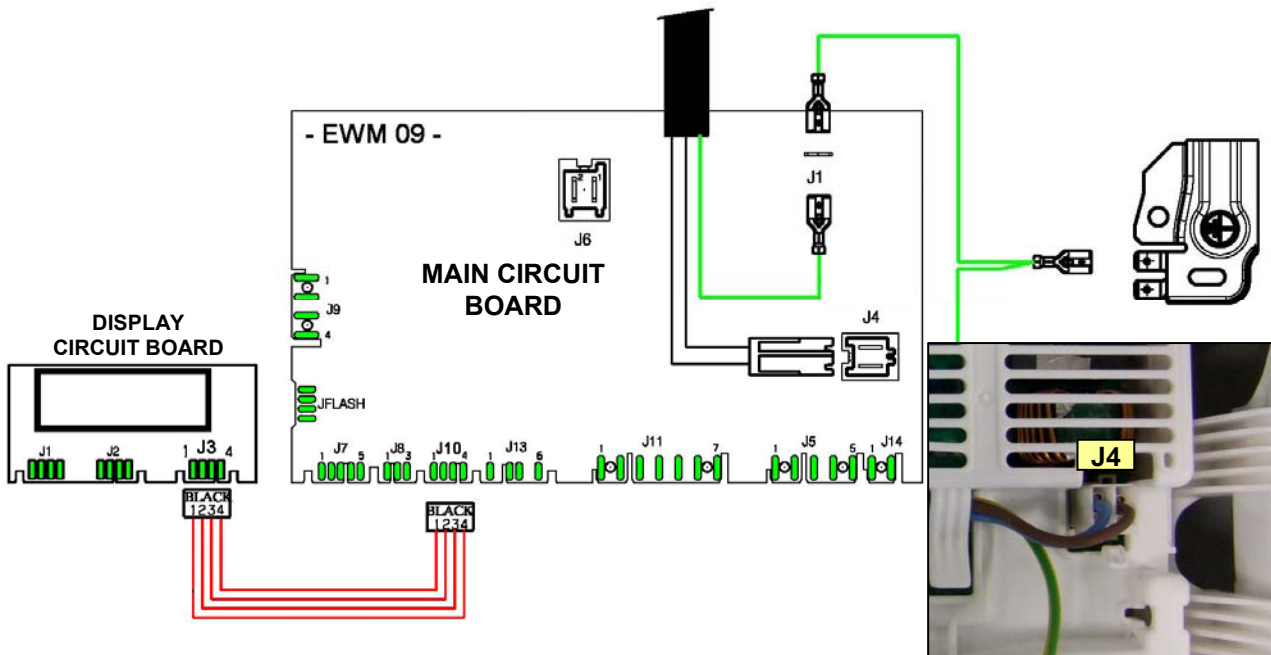 - EWM 09 -
J1
2 1
J6
MAIN CIRCUIT
BOARD
1
J9
4
J4
DISPLAY
CIRCUIT BOARD
JFLASH
J1
J2
1 J3 4
J7
1 5
J8
1 3
J10
1 4
J13
1 6
J11
1 7
J5
1 5
J14
1
J4
BLACK
1234
BLACK
1234